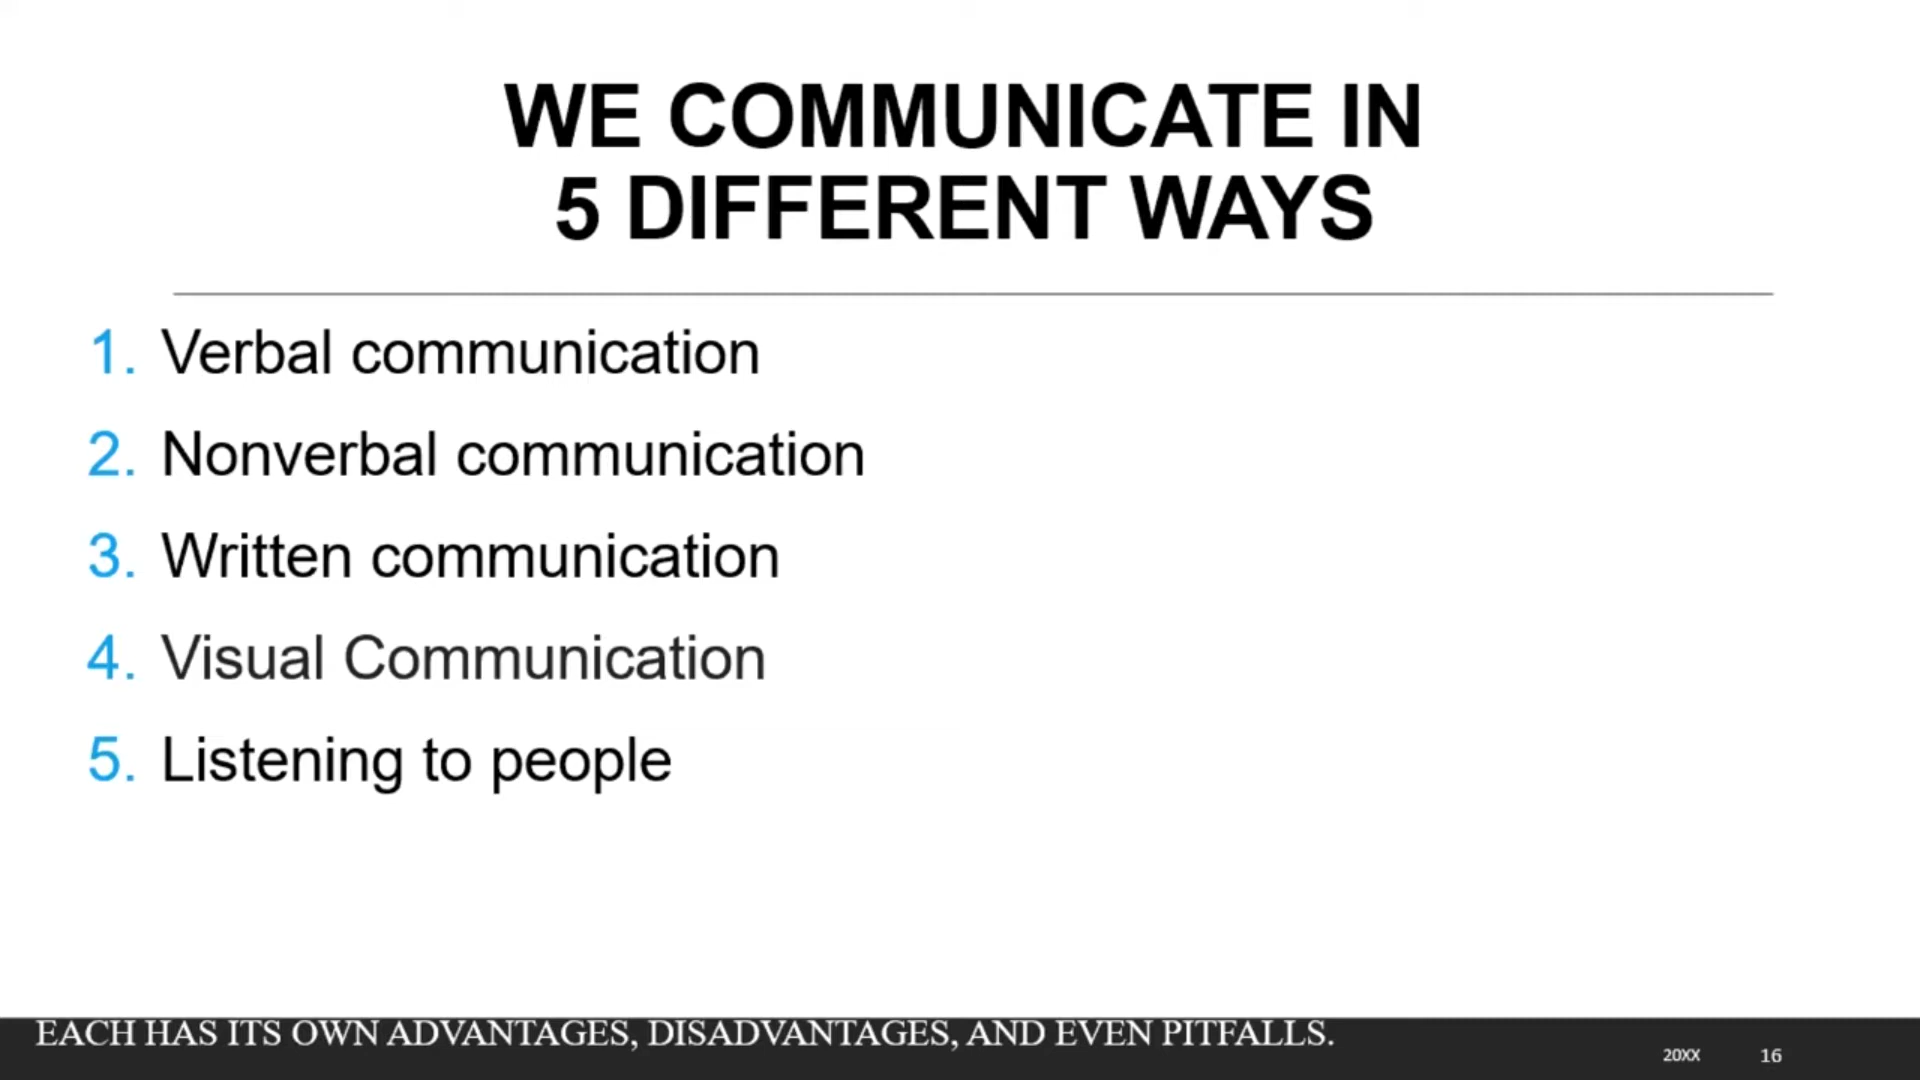 WE COMMUNICATE IN
5 DIFFERENT WAYS
1. Verbal communication
2. Nonverbal communication
3. Written communication
4. Visual Communication
5. Listening to people
EACH HAS ITS OWN ADVANTAGES, DISADVANTAGES, AND EVEN PITFALLS.
20XX 16